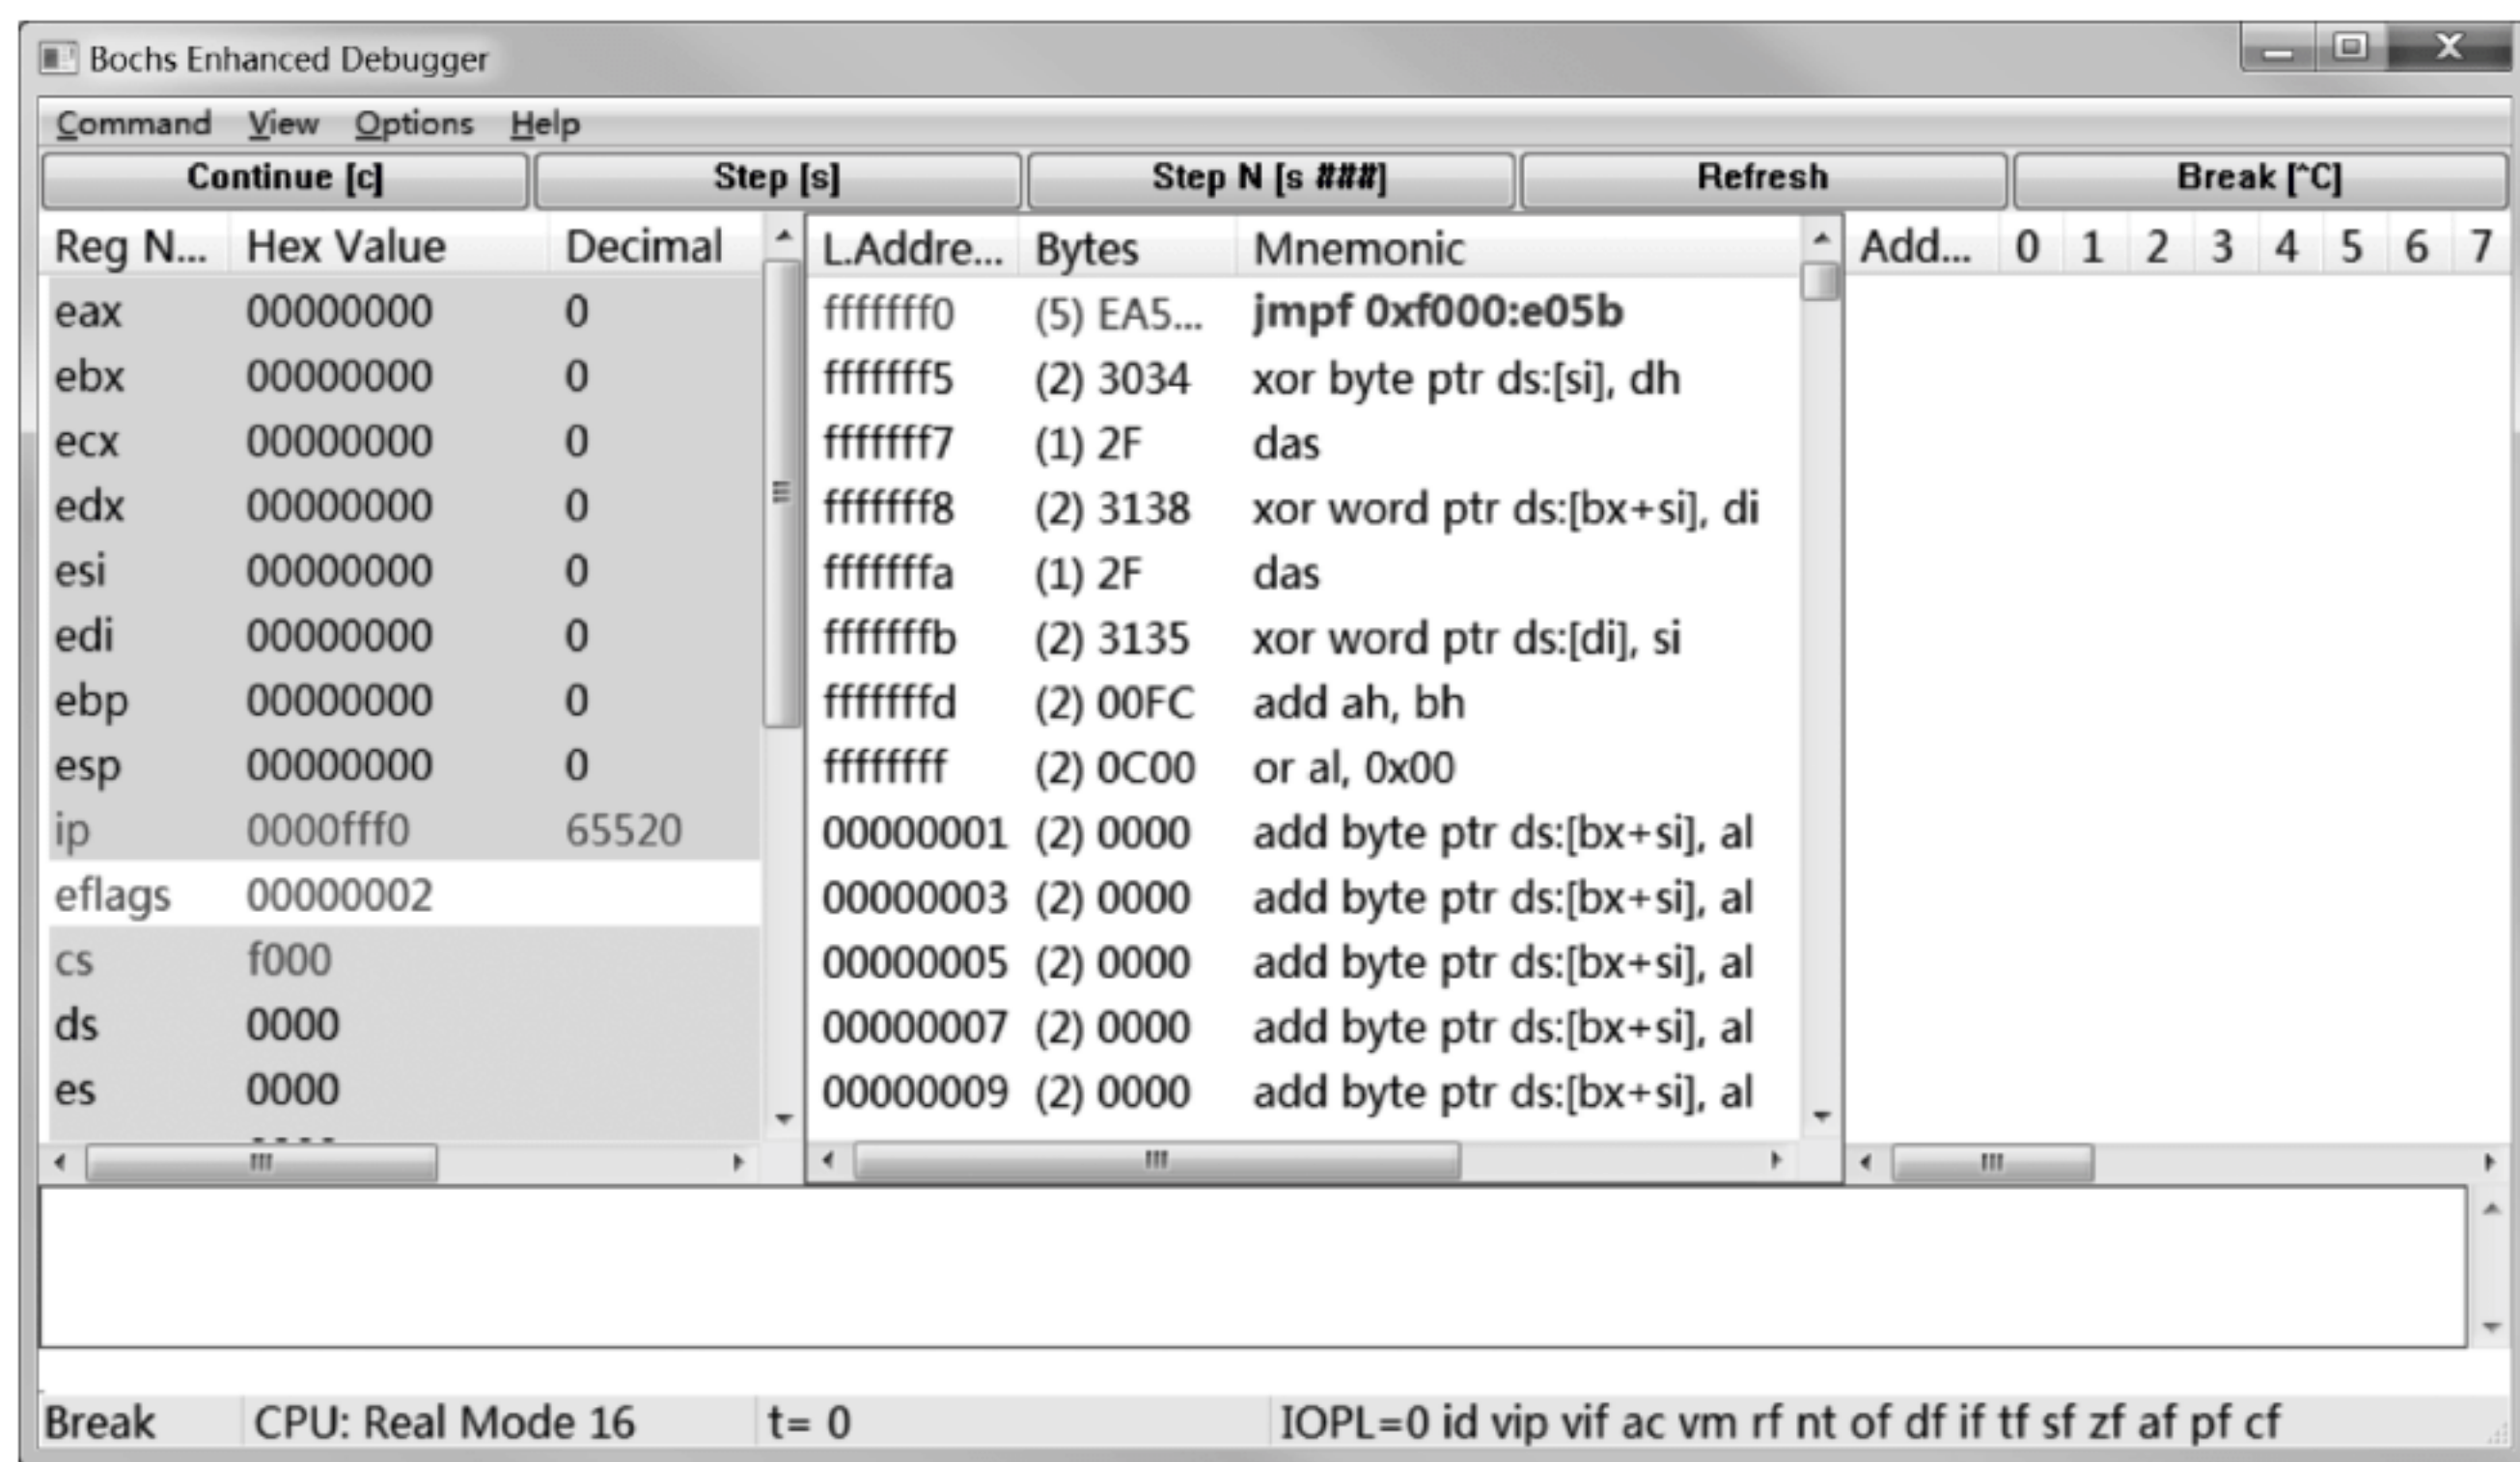 Bochs Enhanced Debugger
Command View Options Help
Continue [c] Step [s] Step N [s ###] Refresh Break [^C]
Reg N... Hex Value Decimal L.Addre... Bytes Mnemonic Add... 0 1 2 3 4 5 6 7
eax 00000000 0 fffffff0 (5) EA5... jmpf 0xf000:e05b
ebx 00000000 0 fffffff5 (2) 3034 xor byte ptr ds:[si], dh
ecx 00000000 0 fffffff7 (1) 2F das
edx 00000000 0 fffffff8 (2) 3138 xor word ptr ds:[bx+si], di
esi 00000000 0 fffffffa (1) 2F das
edi 00000000 0 fffffffb (2) 3135 xor word ptr ds:[di], si
ebp 00000000 0 fffffffd (2) 00FC add ah, bh
esp 00000000 0 ffffffff (2) 0C00 or al, 0x00
ip 0000fff0 65520 00000001 (2) 0000 add byte ptr ds:[bx+si], al
eflags 00000002 00000003 (2) 0000 add byte ptr ds:[bx+si], al
cs f000 00000005 (2) 0000 add byte ptr ds:[bx+si], al
ds 0000 00000007 (2) 0000 add byte ptr ds:[bx+si], al
es 0000 00000009 (2) 0000 add byte ptr ds:[bx+si], al
Break CPU: Real Mode 16 t= 0 IOPL=0 id vip vif ac vm rf nt of df if tf sf zf af pf cf